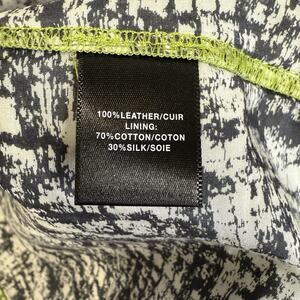 100%LEATHER/CUIR
LINING:
70%COTTON/COTON
30%SILK/SOIE